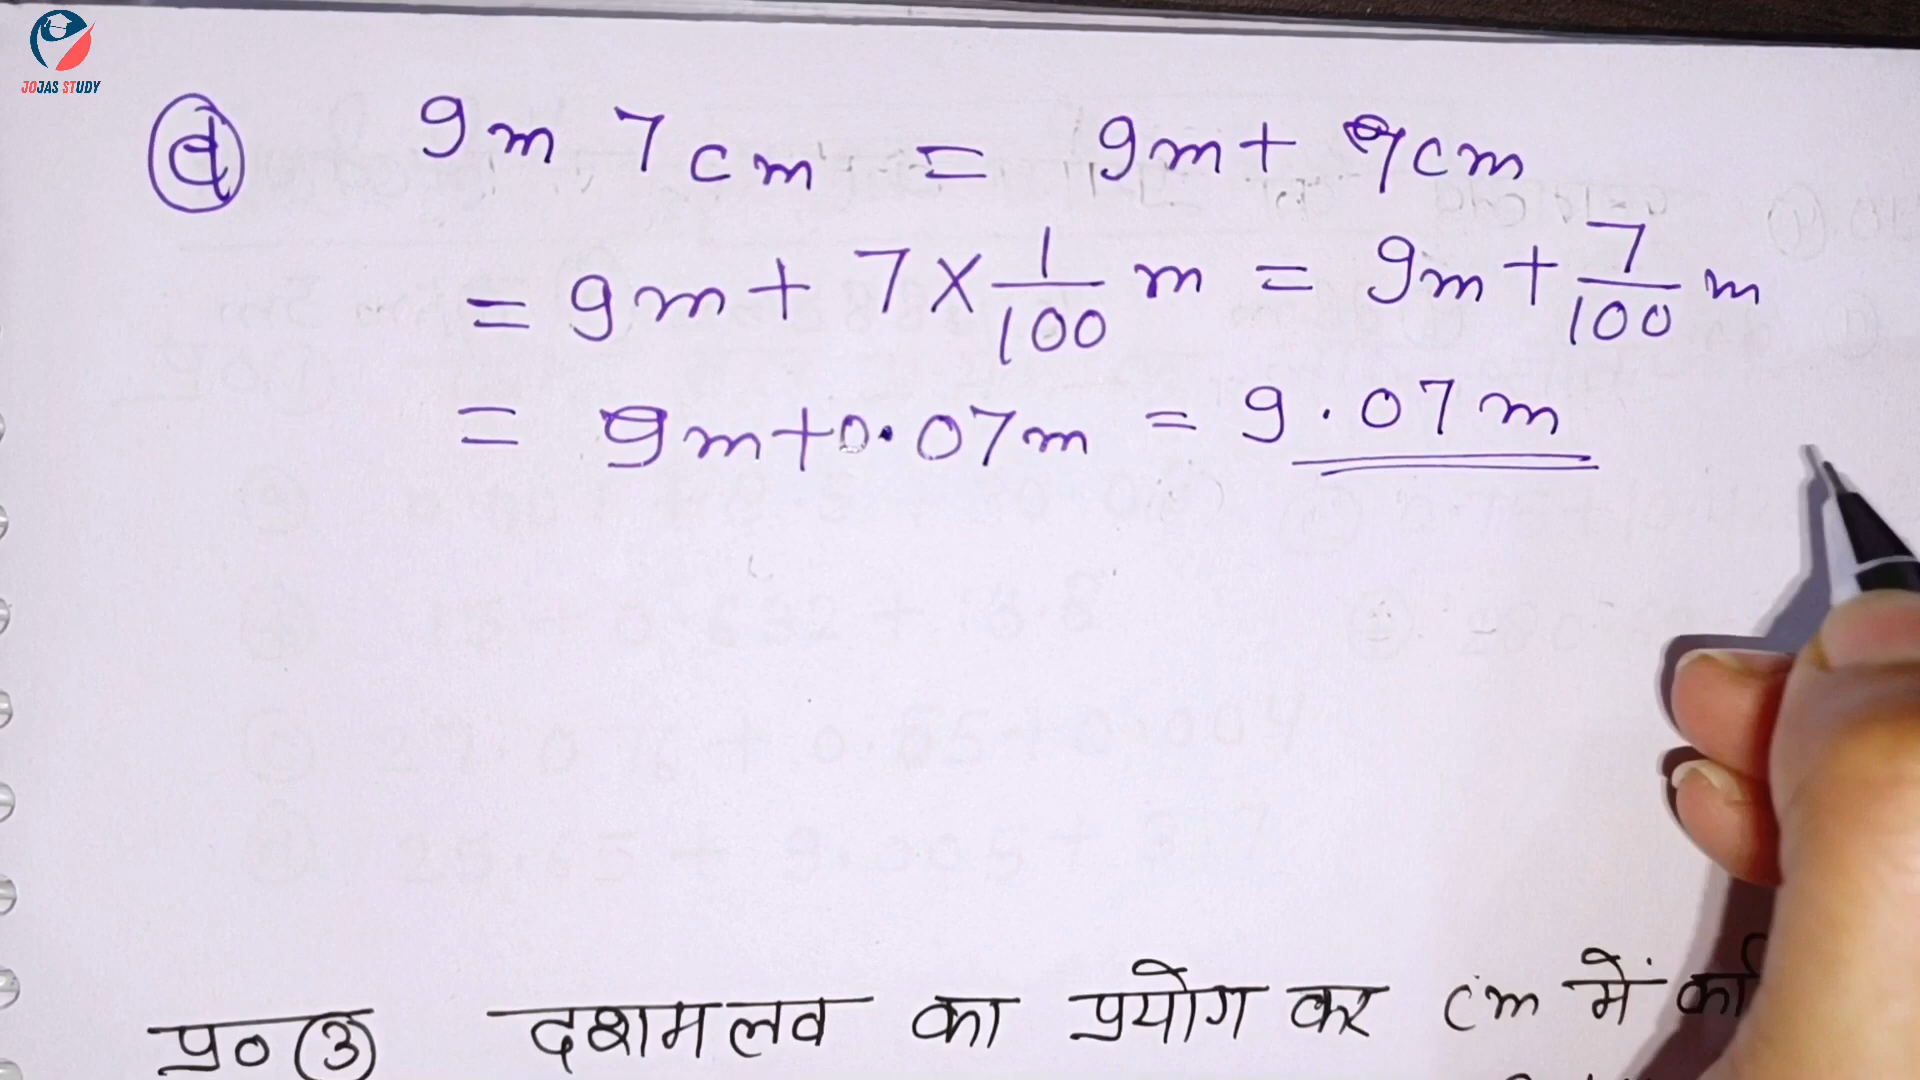 JOJAS STUDY
(d) 9m 7cm = 9m + 7cm
= 9m + 7 × 1/100 m = 9m + 7/100 m
= 9m + 0.07m = 9.07m
प्र० (3) दशमलव का प्रयोग कर cm में